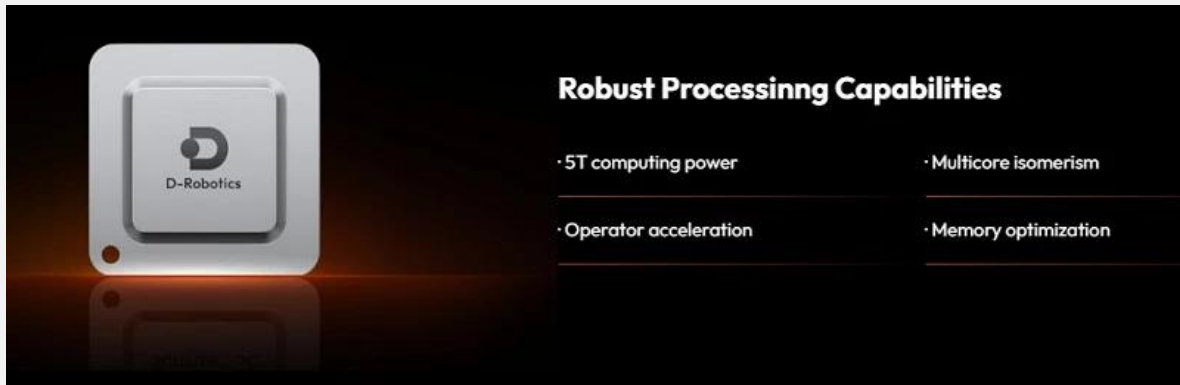 Robust Processinng Capabilities
· 5T computing power
· Multicore isomerism
· Operator acceleration
· Memory optimization
D-Robotics